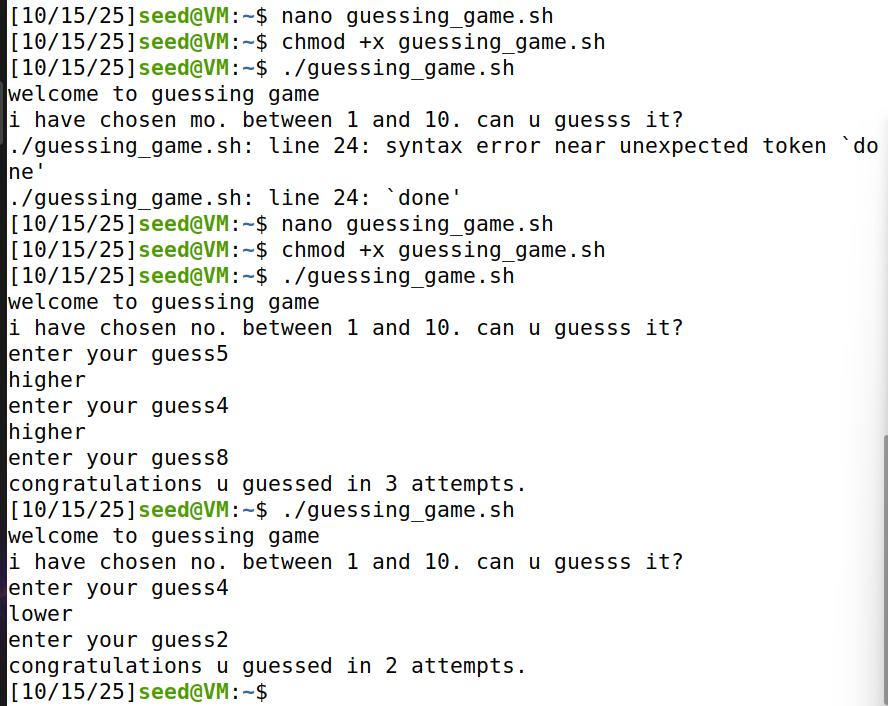 [10/15/25]seed@VM:~$ nano guessing_game.sh
[10/15/25]seed@VM:~$ chmod +x guessing_game.sh
[10/15/25]seed@VM:~$ ./guessing_game.sh
welcome to guessing game
i have chosen mo. between 1 and 10. can u guesss it?
./guessing_game.sh: line 24: syntax error near unexpected token `do
ne'
./guessing_game.sh: line 24: `done'
[10/15/25]seed@VM:~$ nano guessing_game.sh
[10/15/25]seed@VM:~$ chmod +x guessing_game.sh
[10/15/25]seed@VM:~$ ./guessing_game.sh
welcome to guessing game
i have chosen no. between 1 and 10. can u guesss it?
enter your guess5
higher
enter your guess4
higher
enter your guess8
congratulations u guessed in 3 attempts.
[10/15/25]seed@VM:~$ ./guessing_game.sh
welcome to guessing game
i have chosen no. between 1 and 10. can u guesss it?
enter your guess4
lower
enter your guess2
congratulations u guessed in 2 attempts.
[10/15/25]seed@VM:~$